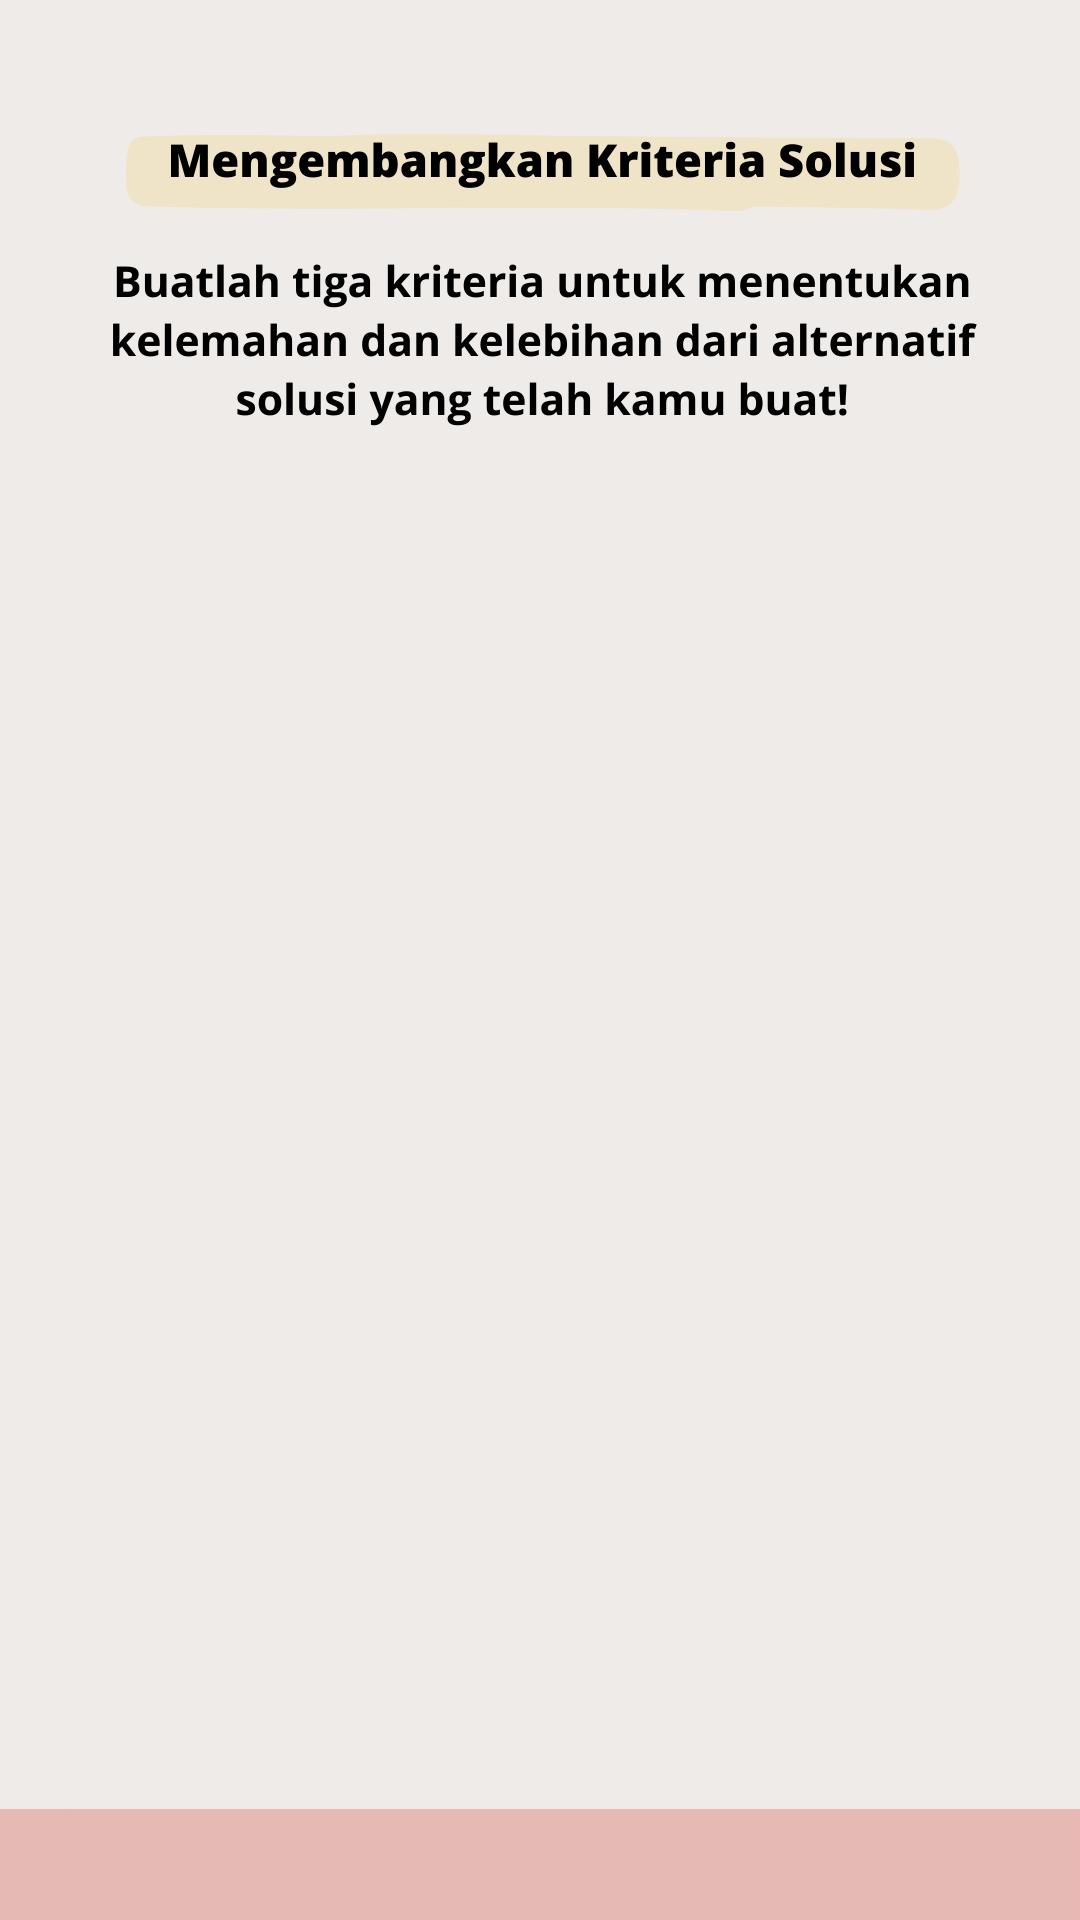 Mengembangkan Kriteria Solusi
Buatlah tiga kriteria untuk menentukan
kelemahan dan kelebihan dari alternatif
solusi yang telah kamu buat!